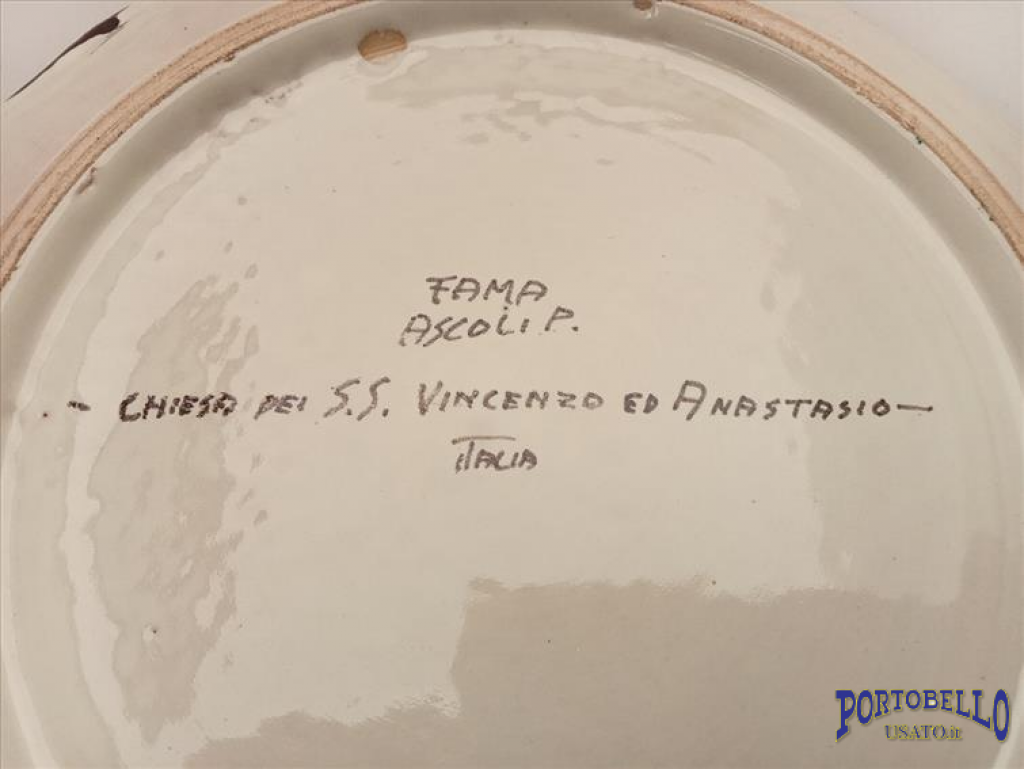 FAMA
ASCOLI P.
- CHIESA DEI S.S. VINCENZO ED ANASTASIO -
ITALIA
PORTOBELLO
USATO.it